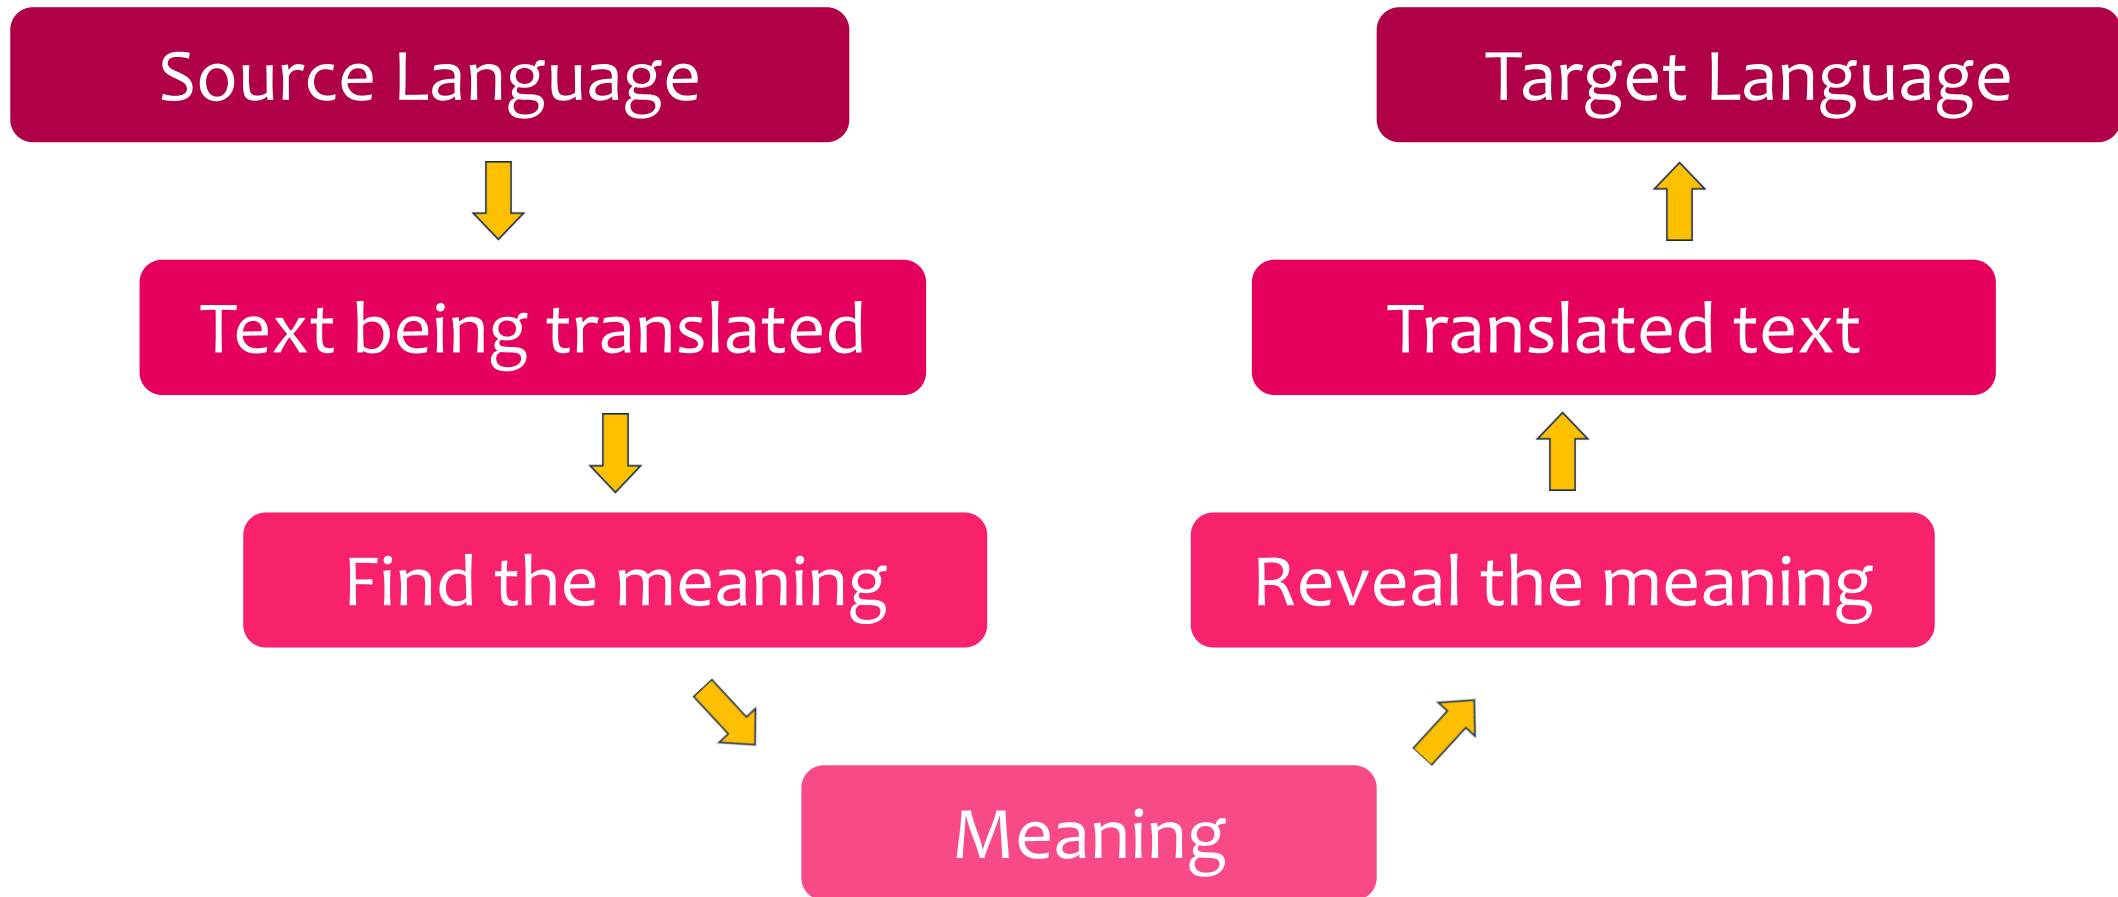 Source Language
Target Language
Text being translated
Translated text
Find the meaning
Reveal the meaning
Meaning